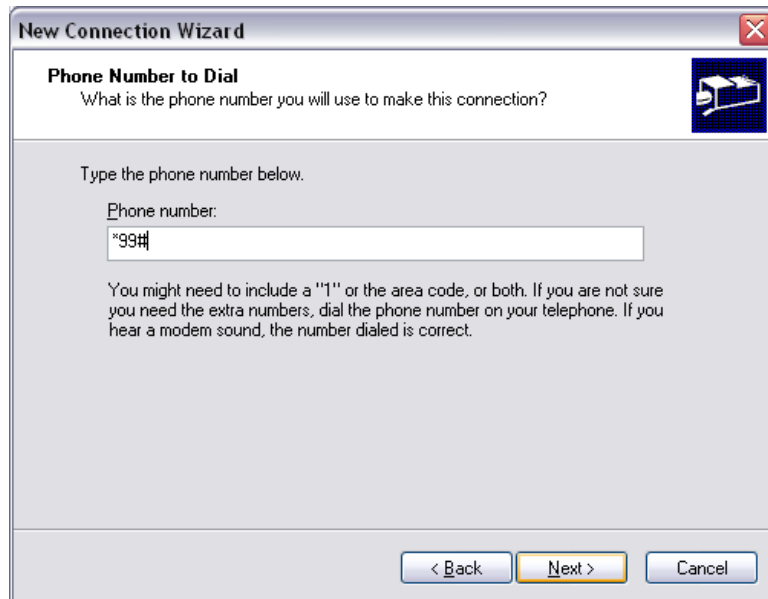 New Connection Wizard
Phone Number to Dial
What is the phone number you will use to make this connection?
Type the phone number below.
Phone number:
*99#
You might need to include a "1" or the area code, or both. If you are not sure
you need the extra numbers, dial the phone number on your telephone. If you
hear a modem sound, the number dialed is correct.
< Back
Next >
Cancel